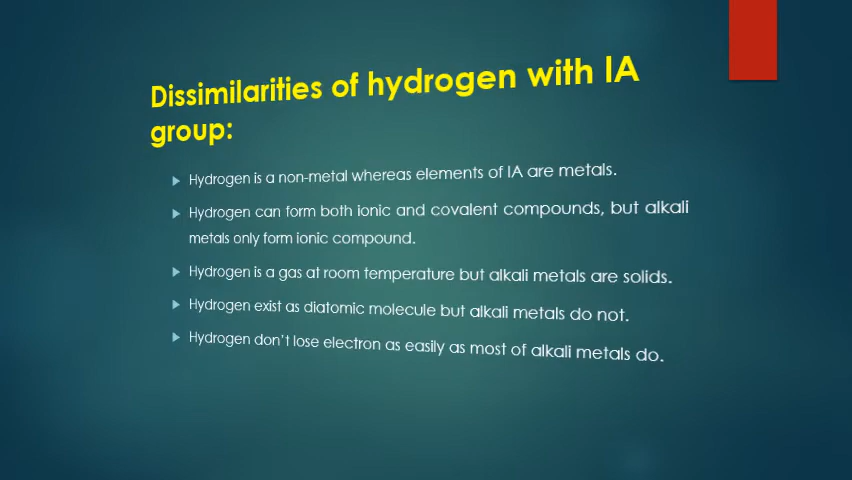 Dissimilarities of hydrogen with IA
group:
Hydrogen is a non-metal whereas elements of IA are metals.
Hydrogen can form both ionic and covalent compounds, but alkali
metals only form ionic compound.
Hydrogen is a gas at room temperature but alkali metals are solids.
Hydrogen exist as diatomic molecule but alkali metals do not.
Hydrogen don't lose electron as easily as most of alkali metals do.